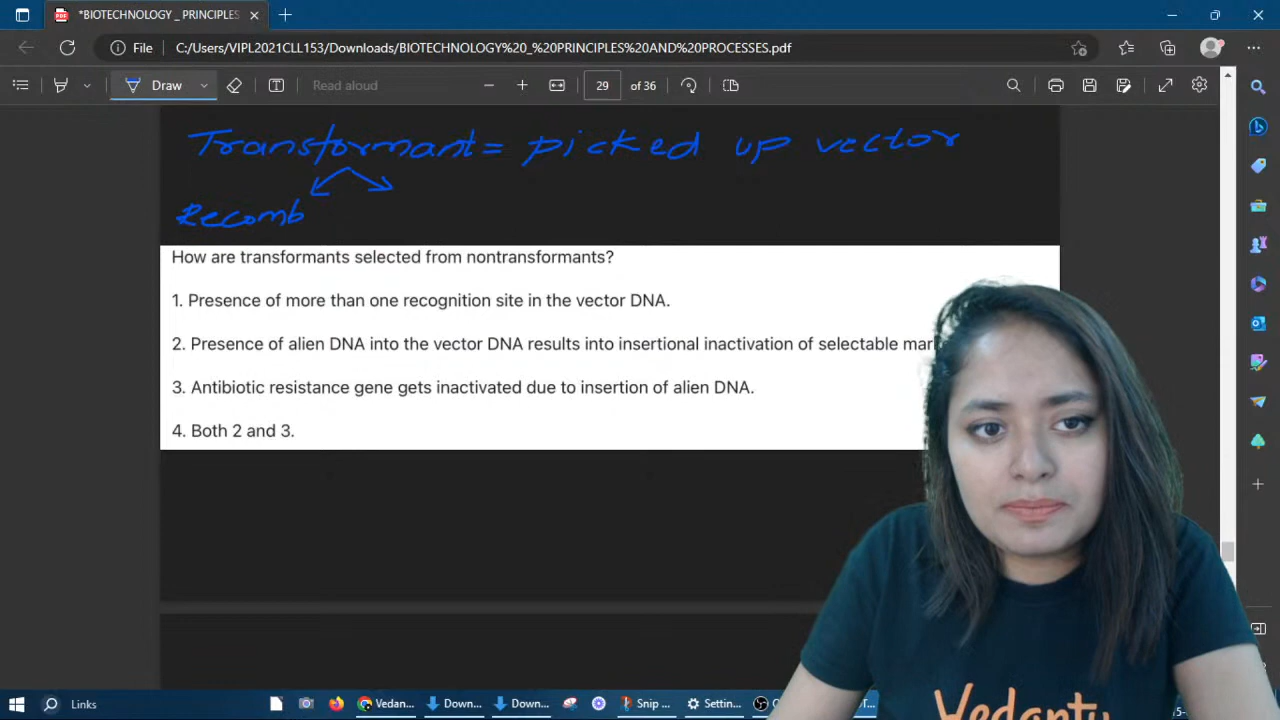 *BIOTECHNOLOGY _ PRINCIPLES
File C:/Users/VIPL2021CLL153/Downloads/BIOTECHNOLOGY%20_%20PRINCIPLES%20AND%20PROCESSES.pdf
Draw Read aloud 29 of 36
Transformant = picked up vector
Recomb
How are transformants selected from nontransformants?
1. Presence of more than one recognition site in the vector DNA.
2. Presence of alien DNA into the vector DNA results into insertional inactivation of selectable
3. Antibiotic resistance gene gets inactivated due to insertion of alien DNA.
4. Both 2 and 3.
Vedantu
Links Vedan... Down... Down... Snip ... Settin...